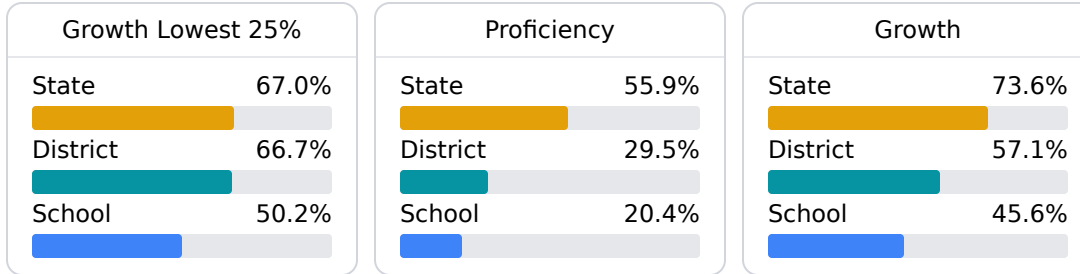 Growth Lowest 25%
State 67.0%
District 66.7%
School 50.2%
Proficiency
State 55.9%
District 29.5%
School 20.4%
Growth
State 73.6%
District 57.1%
School 45.6%